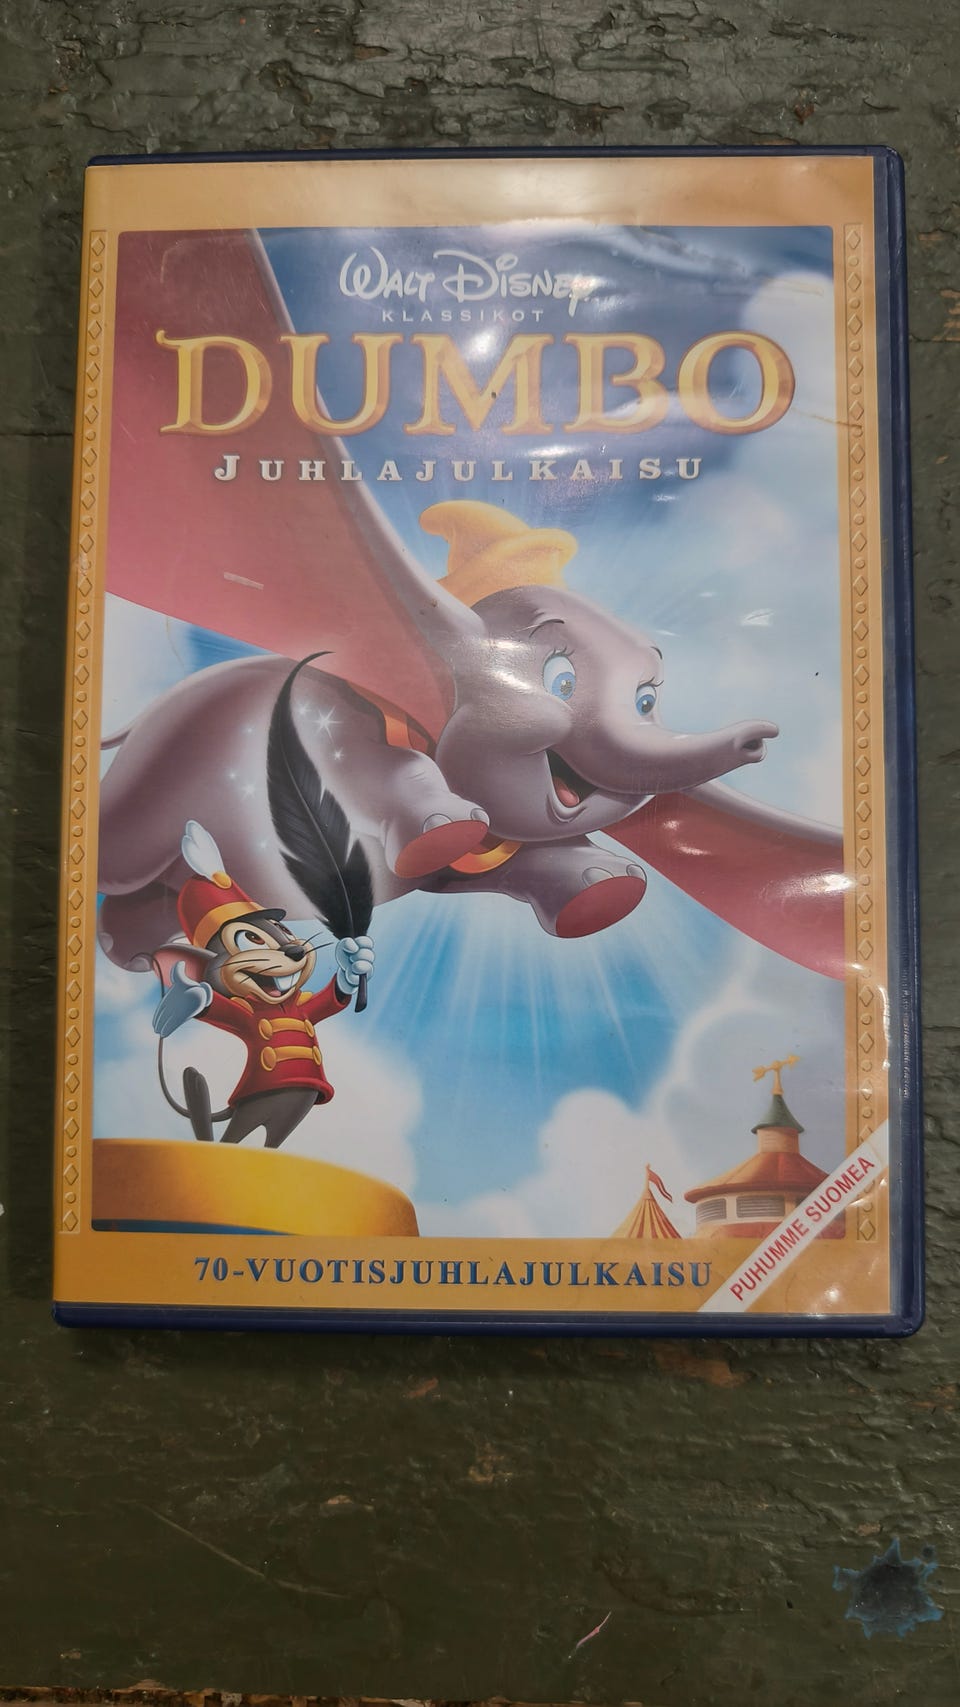 WALT DISNEY
KLASSIKOT
DUMBO
JUHLAJULKAISU
70-VUOTISJUHLAJULKAISU
PUHUMME SUOMEA